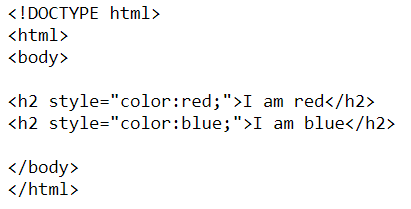 <!DOCTYPE html>
<html>
<body>

<h2 style="color:red;">I am red</h2>
<h2 style="color:blue;">I am blue</h2>

</body>
</html>